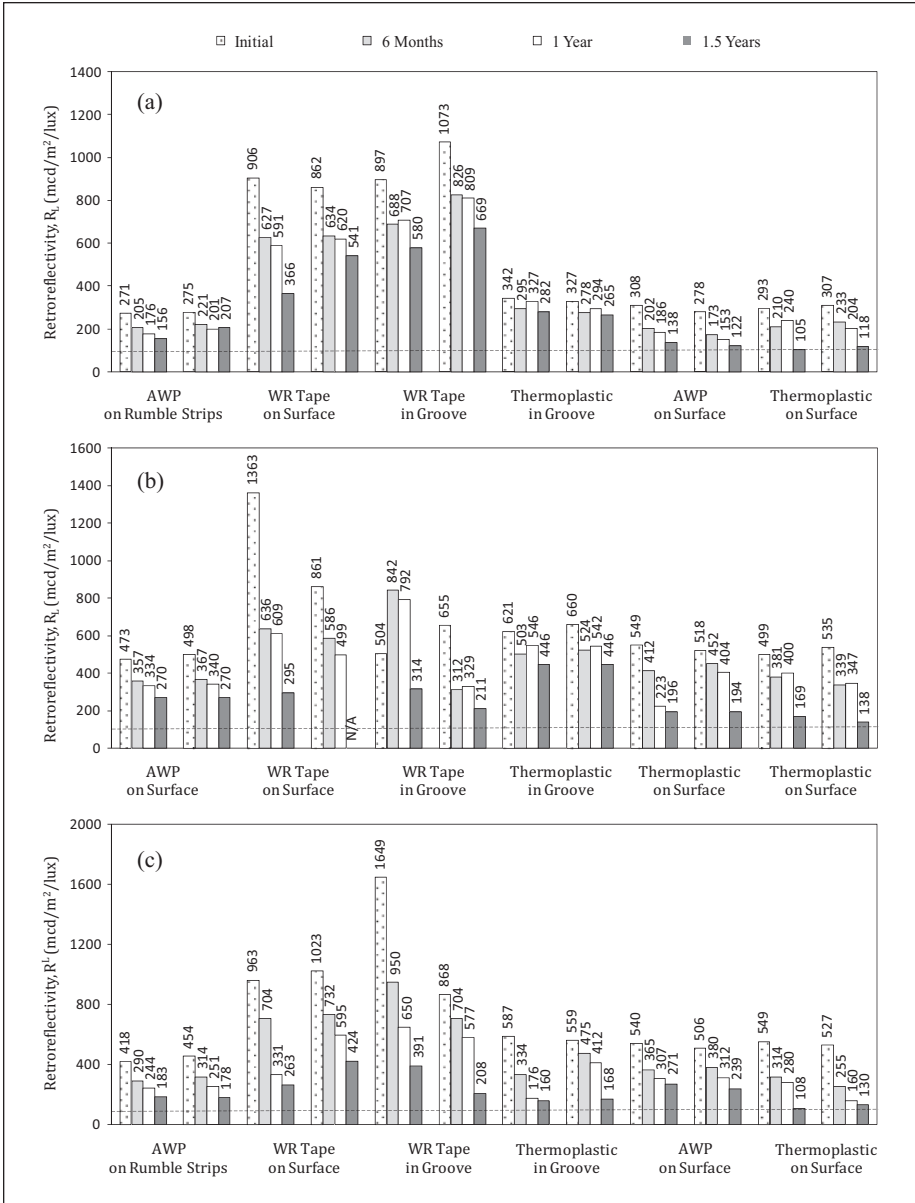 Initial 6 Months 1 Year 1.5 Years
(a)
Retroreflectivity, R_L (mcd/m²/lux)
1400
1200
1000
800
600
400
200
0
271 205 176 156 275 221 201 207
906 627 591 366 862 634 620 541
897 688 707 580 1073 826 809 669
342 295 327 282 327 278 294 265
308 202 186 138 278 173 153 122
293 210 240 105 307 233 204 118
AWP WR Tape WR Tape Thermoplastic AWP Thermoplastic
on Rumble Strips on Surface in Groove in Groove on Surface on Surface
(b)
Retroreflectivity, R_L (mcd/m²/lux)
1600
1400
1200
1000
800
600
400
200
0
473 357 334 270 498 367 340 270
1363 636 609 295 861 586 499 N/A
504 842 792 314 655 312 329 211
621 503 546 446 660 524 542 446
549 412 223 196 518 452 404 194
499 381 400 169 535 339 347 138
AWP WR Tape WR Tape Thermoplastic Thermoplastic Thermoplastic
on Surface on Surface in Groove in Groove on Surface on Surface
(c)
Retroreflectivity, R^L (mcd/m²/lux)
2000
1600
1200
800
400
0
418 290 244 183 454 314 251 178
963 704 331 263 1023 732 595 424
1649 950 650 391 868 704 577 208
587 334 176 160 559 475 412 168
540 365 307 271 506 380 312 239
549 314 280 108 527 255 160 130
AWP WR Tape WR Tape Thermoplastic AWP Thermoplastic
on Rumble Strips on Surface in Groove in Groove on Surface on Surface